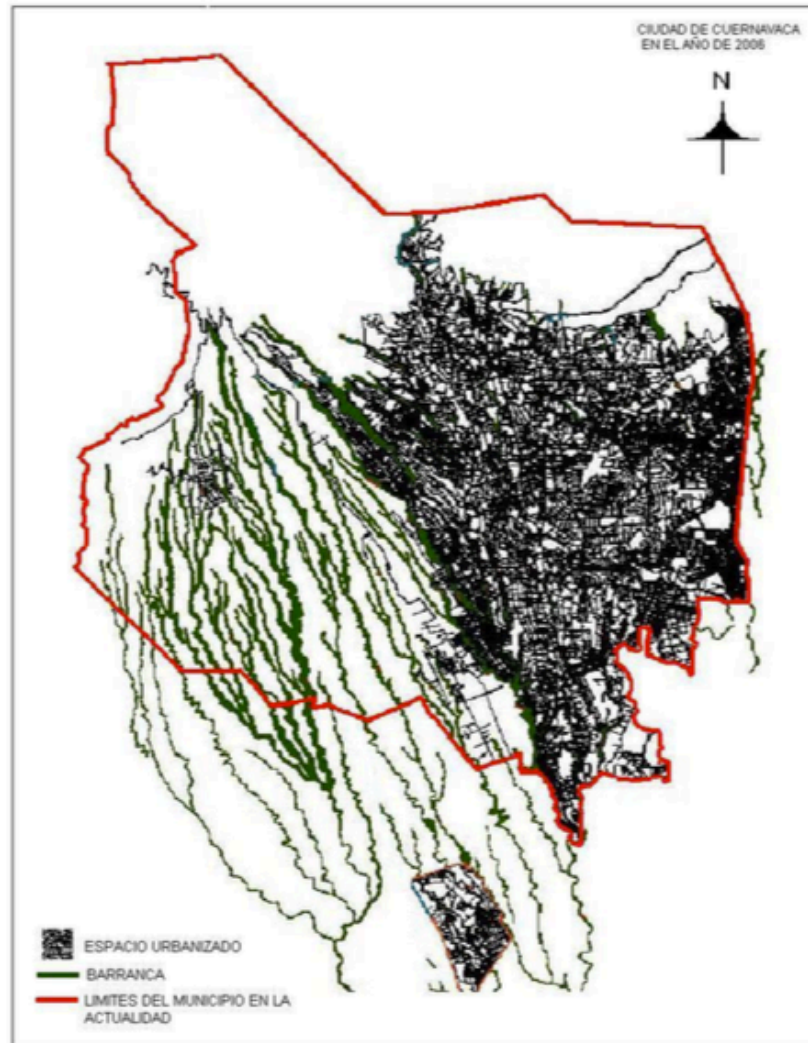 CIUDAD DE CUERNAVACA
EN EL AÑO DE 2006
N
ESPACIO URBANIZADO
BARRANCA
LIMITES DEL MUNICIPIO EN LA
ACTUALIDAD